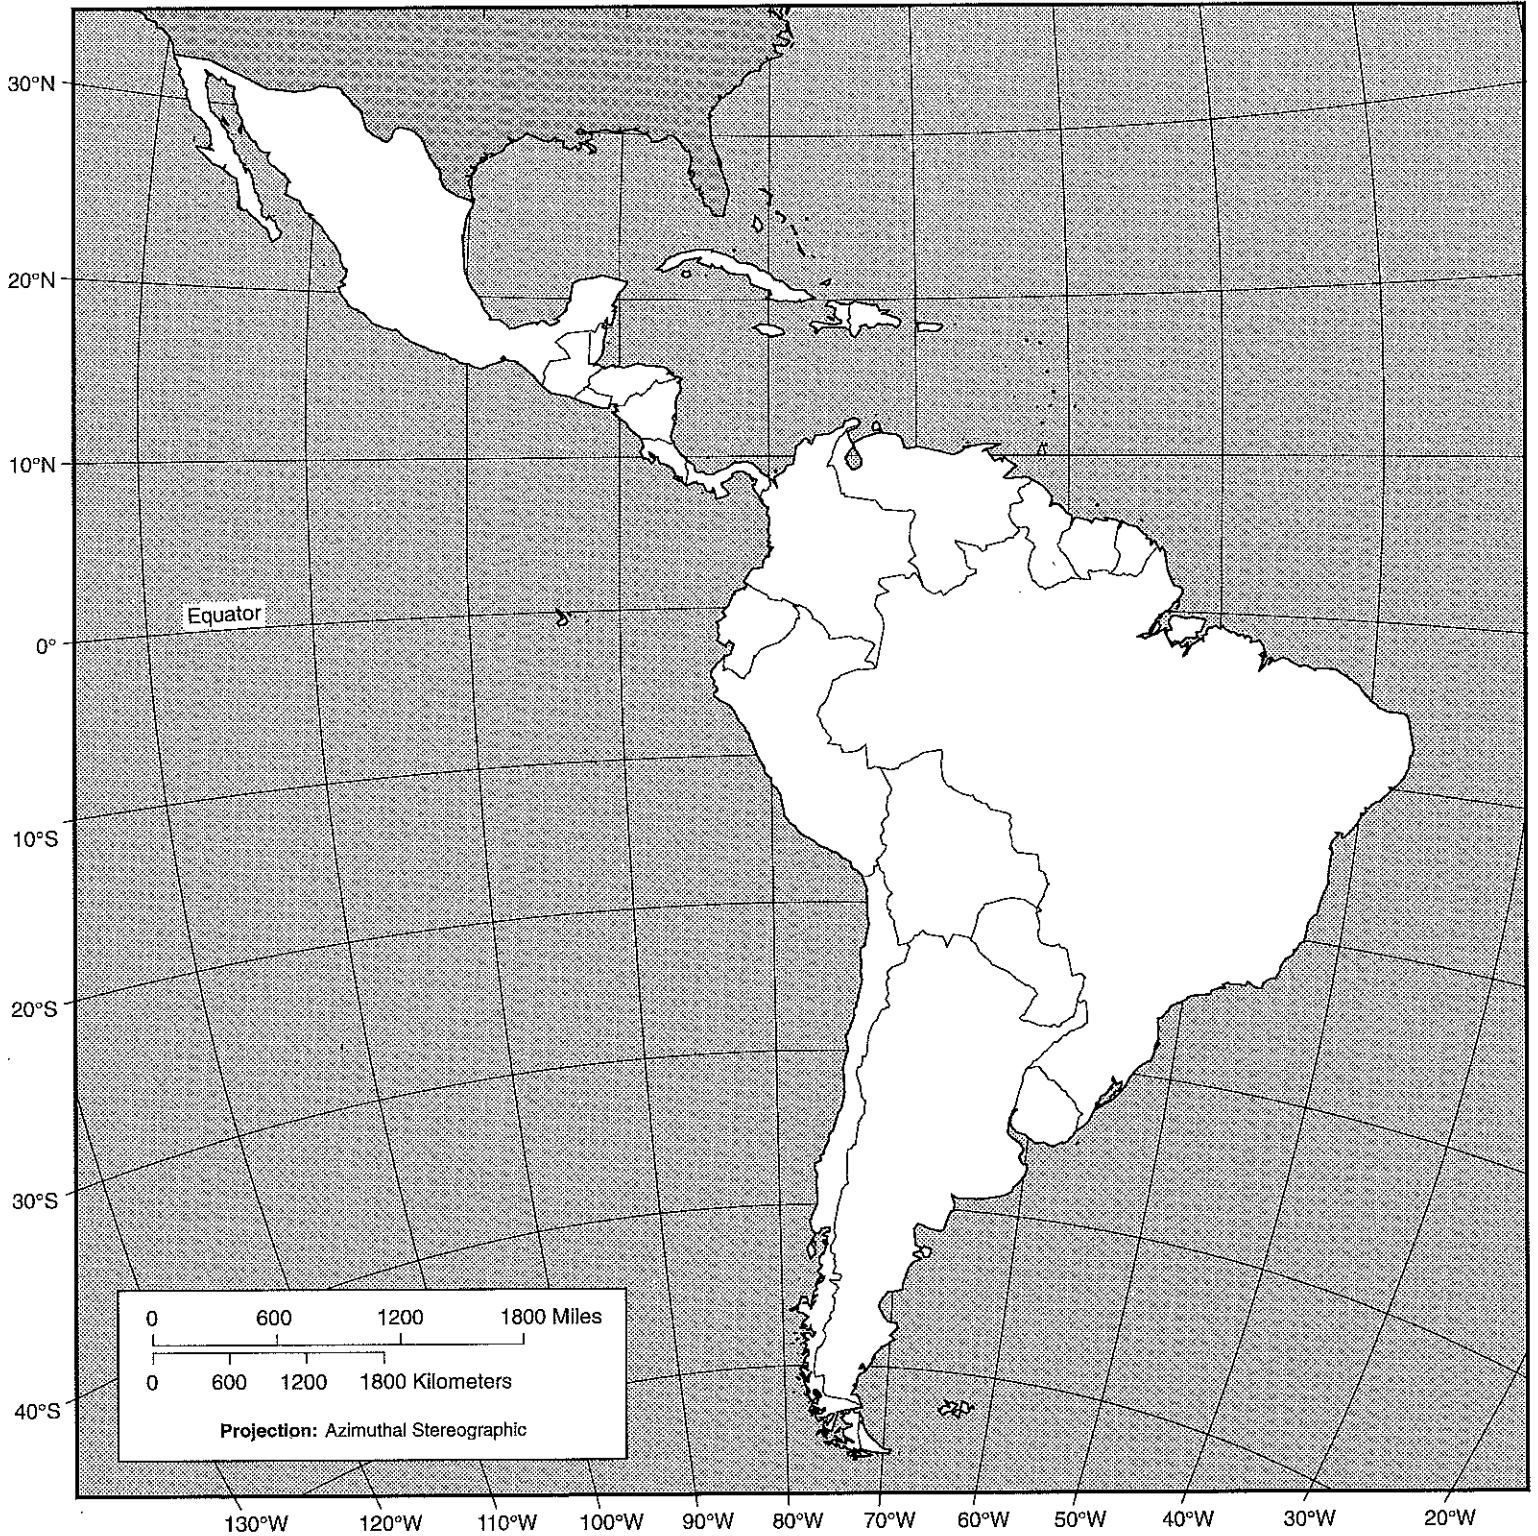 30°N
20°N
10°N
Equator
0°
10°S
20°S
30°S
40°S
0 600 1200 1800 Miles
0 600 1200 1800 Kilometers
Projection: Azimuthal Stereographic
130°W 120°W 110°W 100°W 90°W 80°W 70°W 60°W 50°W 40°W 30°W 20°W